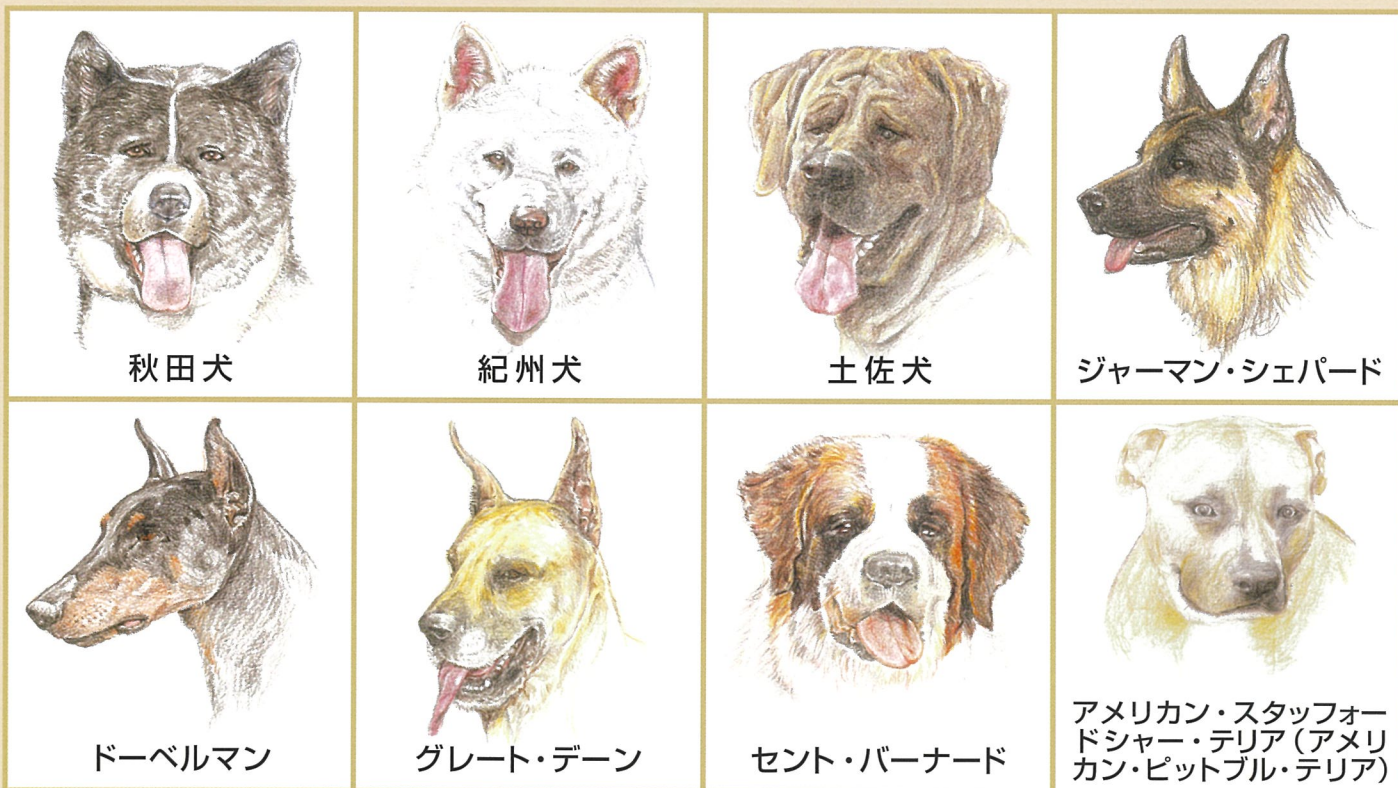 秋田犬
紀州犬
土佐犬
ジャーマン・シェパード
ドーベルマン
グレート・デーン
セント・バーナード
アメリカン・スタッフォー
ドシャー・テリア（アメリ
カン・ピットブル・テリア）